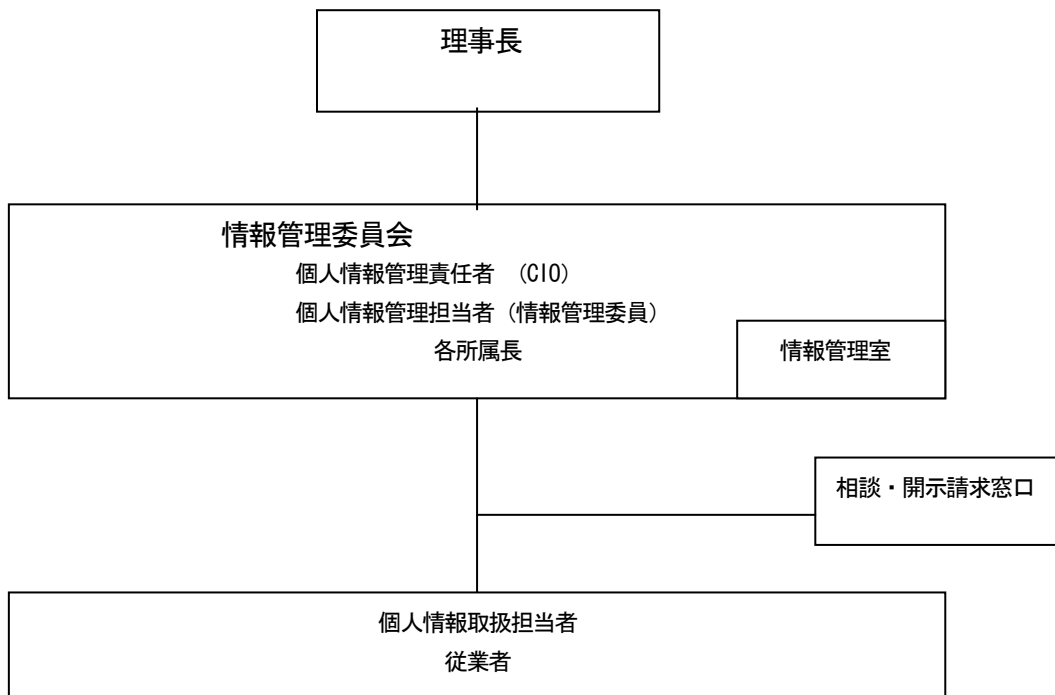 理事長
情報管理委員会
個人情報管理責任者 （CIO）
個人情報管理担当者（情報管理委員）
各所属長
情報管理室
相談・開示請求窓口
個人情報取扱担当者
従業者